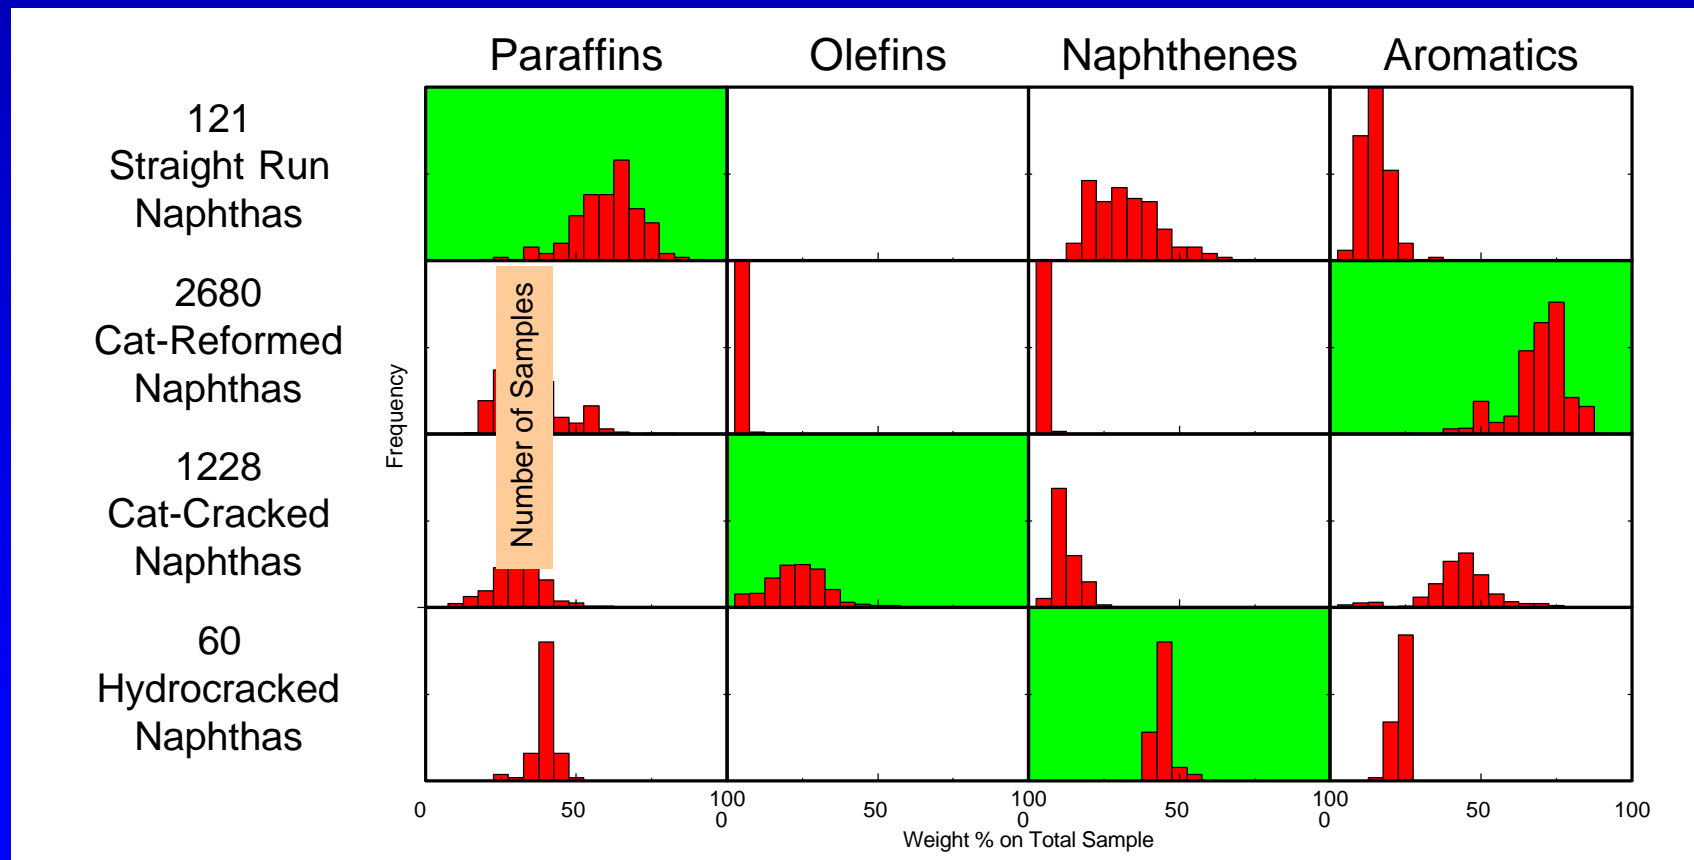 Paraffins Olefins Naphthenes Aromatics
121
Straight Run
Naphthas
2680
Cat-Reformed
Naphthas
1228
Cat-Cracked
Naphthas
60
Hydrocracked
Naphthas
Frequency
Number of Samples
0 50 100
0 50 100
0 50 100
0 50 100
Weight % on Total Sample